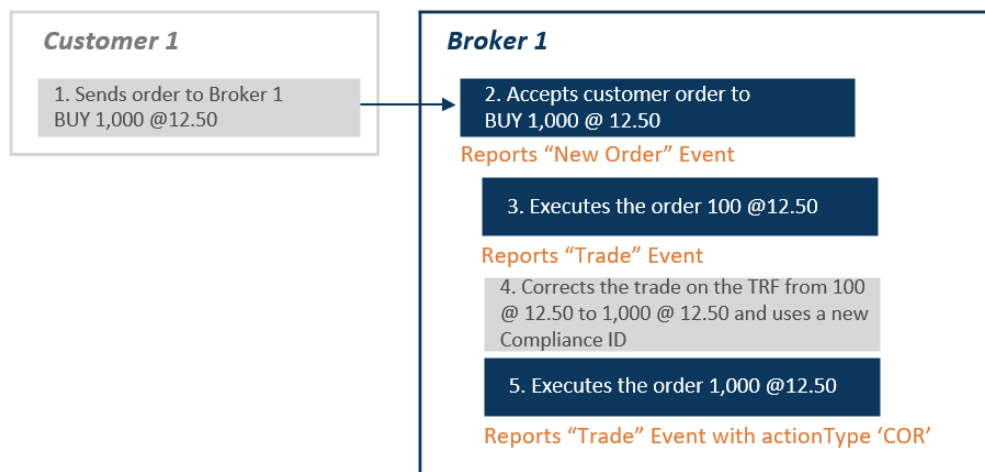 Customer 1
1. Sends order to Broker 1
BUY 1,000 @12.50
Broker 1
2. Accepts customer order to
BUY 1,000 @ 12.50
Reports “New Order” Event
3. Executes the order 100 @12.50
Reports “Trade” Event
4. Corrects the trade on the TRF from 100
@ 12.50 to 1,000 @ 12.50 and uses a new
Compliance ID
5. Executes the order 1,000 @12.50
Reports “Trade” Event with actionType ‘COR’